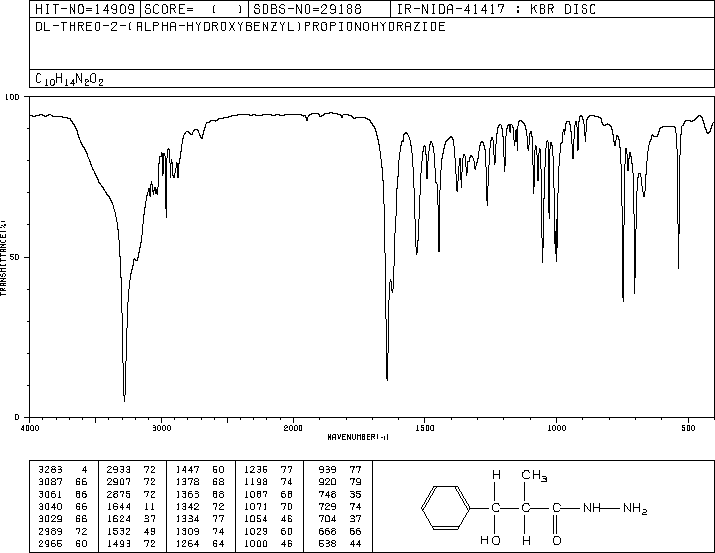 HIT-NO=14909 SCORE= ( ) SDBS-NO=29188 IR-NIDA-41417 : KBR DISC
DL-THREO-2-(ALPHA-HYDROXYBENZYL)PROPIONOHYDRAZIDE
C10H14N2O2
100
50
0
TRANSMITTANCE(%)
4000 3000 2000 1500 1000 500
WAVENUMBER(-1)
3283 4 2933 72 1447 50 1236 77 939 77
3087 66 2907 72 1378 68 1198 74 920 79
3061 66 2875 72 1363 68 1087 68 748 35
3040 66 1644 11 1342 72 1071 70 729 74
3029 66 1624 37 1334 77 1054 46 704 37
2989 72 1532 49 1309 74 1029 60 668 66
2966 60 1493 72 1264 64 1000 46 538 44
H CH3
C C C NH NH2
HO H O